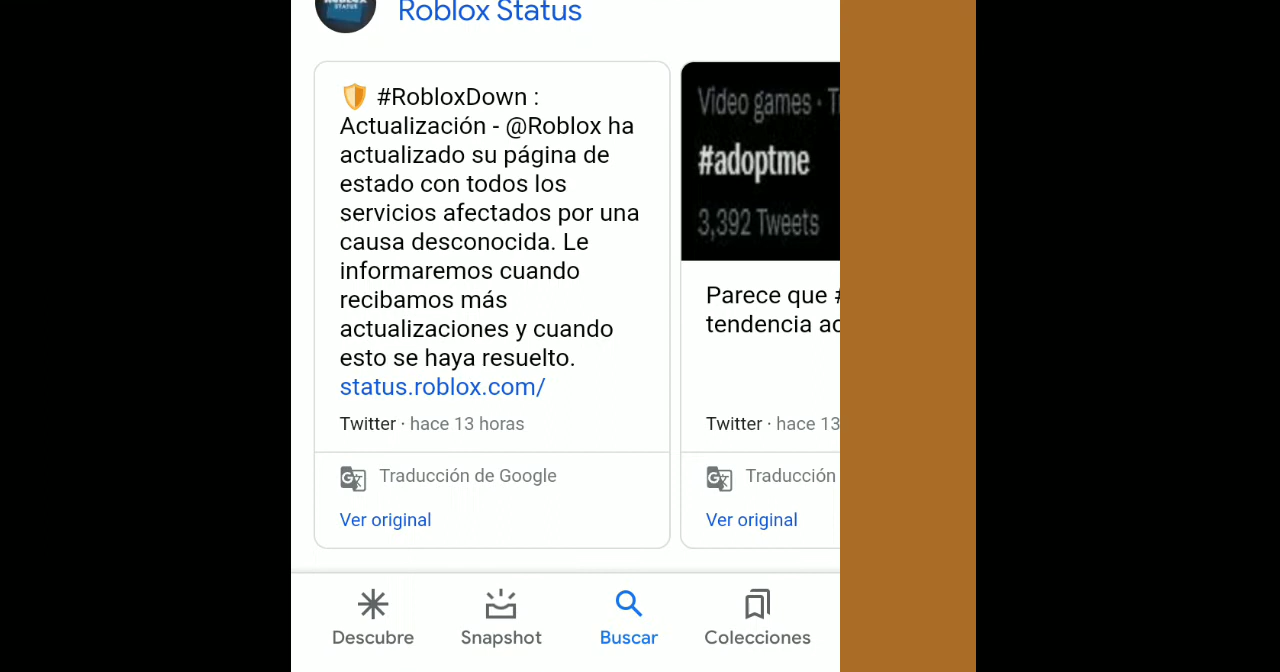 Roblox Status
#RobloxDown :
Actualización - @Roblox ha
actualizado su página de
estado con todos los
servicios afectados por una
causa desconocida. Le
informaremos cuando
recibamos más
actualizaciones y cuando
esto se haya resuelto.
status.roblox.com/
Twitter · hace 13 horas
Traducción de Google
Ver original
Video games ·
#adoptme
3,392 Tweets
Parece que
tendencia
Twitter · hace 13
Traducción
Ver original
Descubre
Snapshot
Buscar
Colecciones